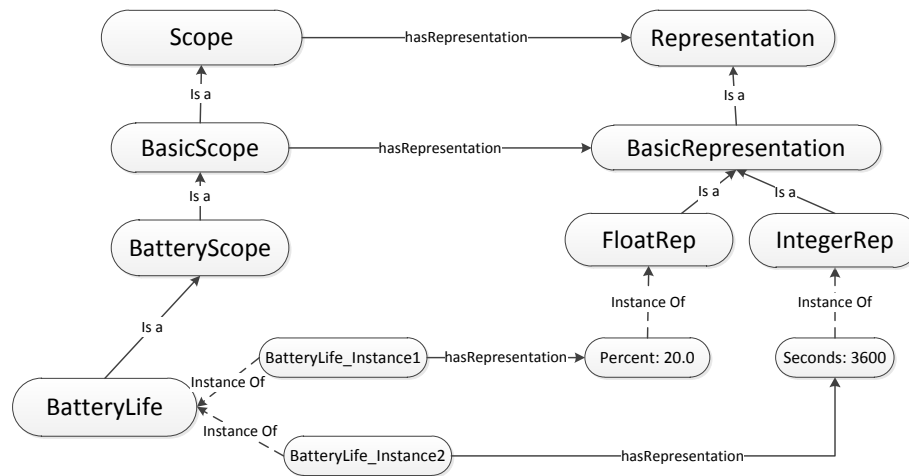 Scope
hasRepresentation
Representation
Is a
Is a
BasicScope
hasRepresentation
BasicRepresentation
Is a
Is a
Is a
BatteryScope
FloatRep
IntegerRep
Is a
Instance Of
Instance Of
BatteryLife_Instance1
hasRepresentation
Percent: 20.0
Seconds: 3600
Instance Of
BatteryLife
Instance Of
BatteryLife_Instance2
hasRepresentation